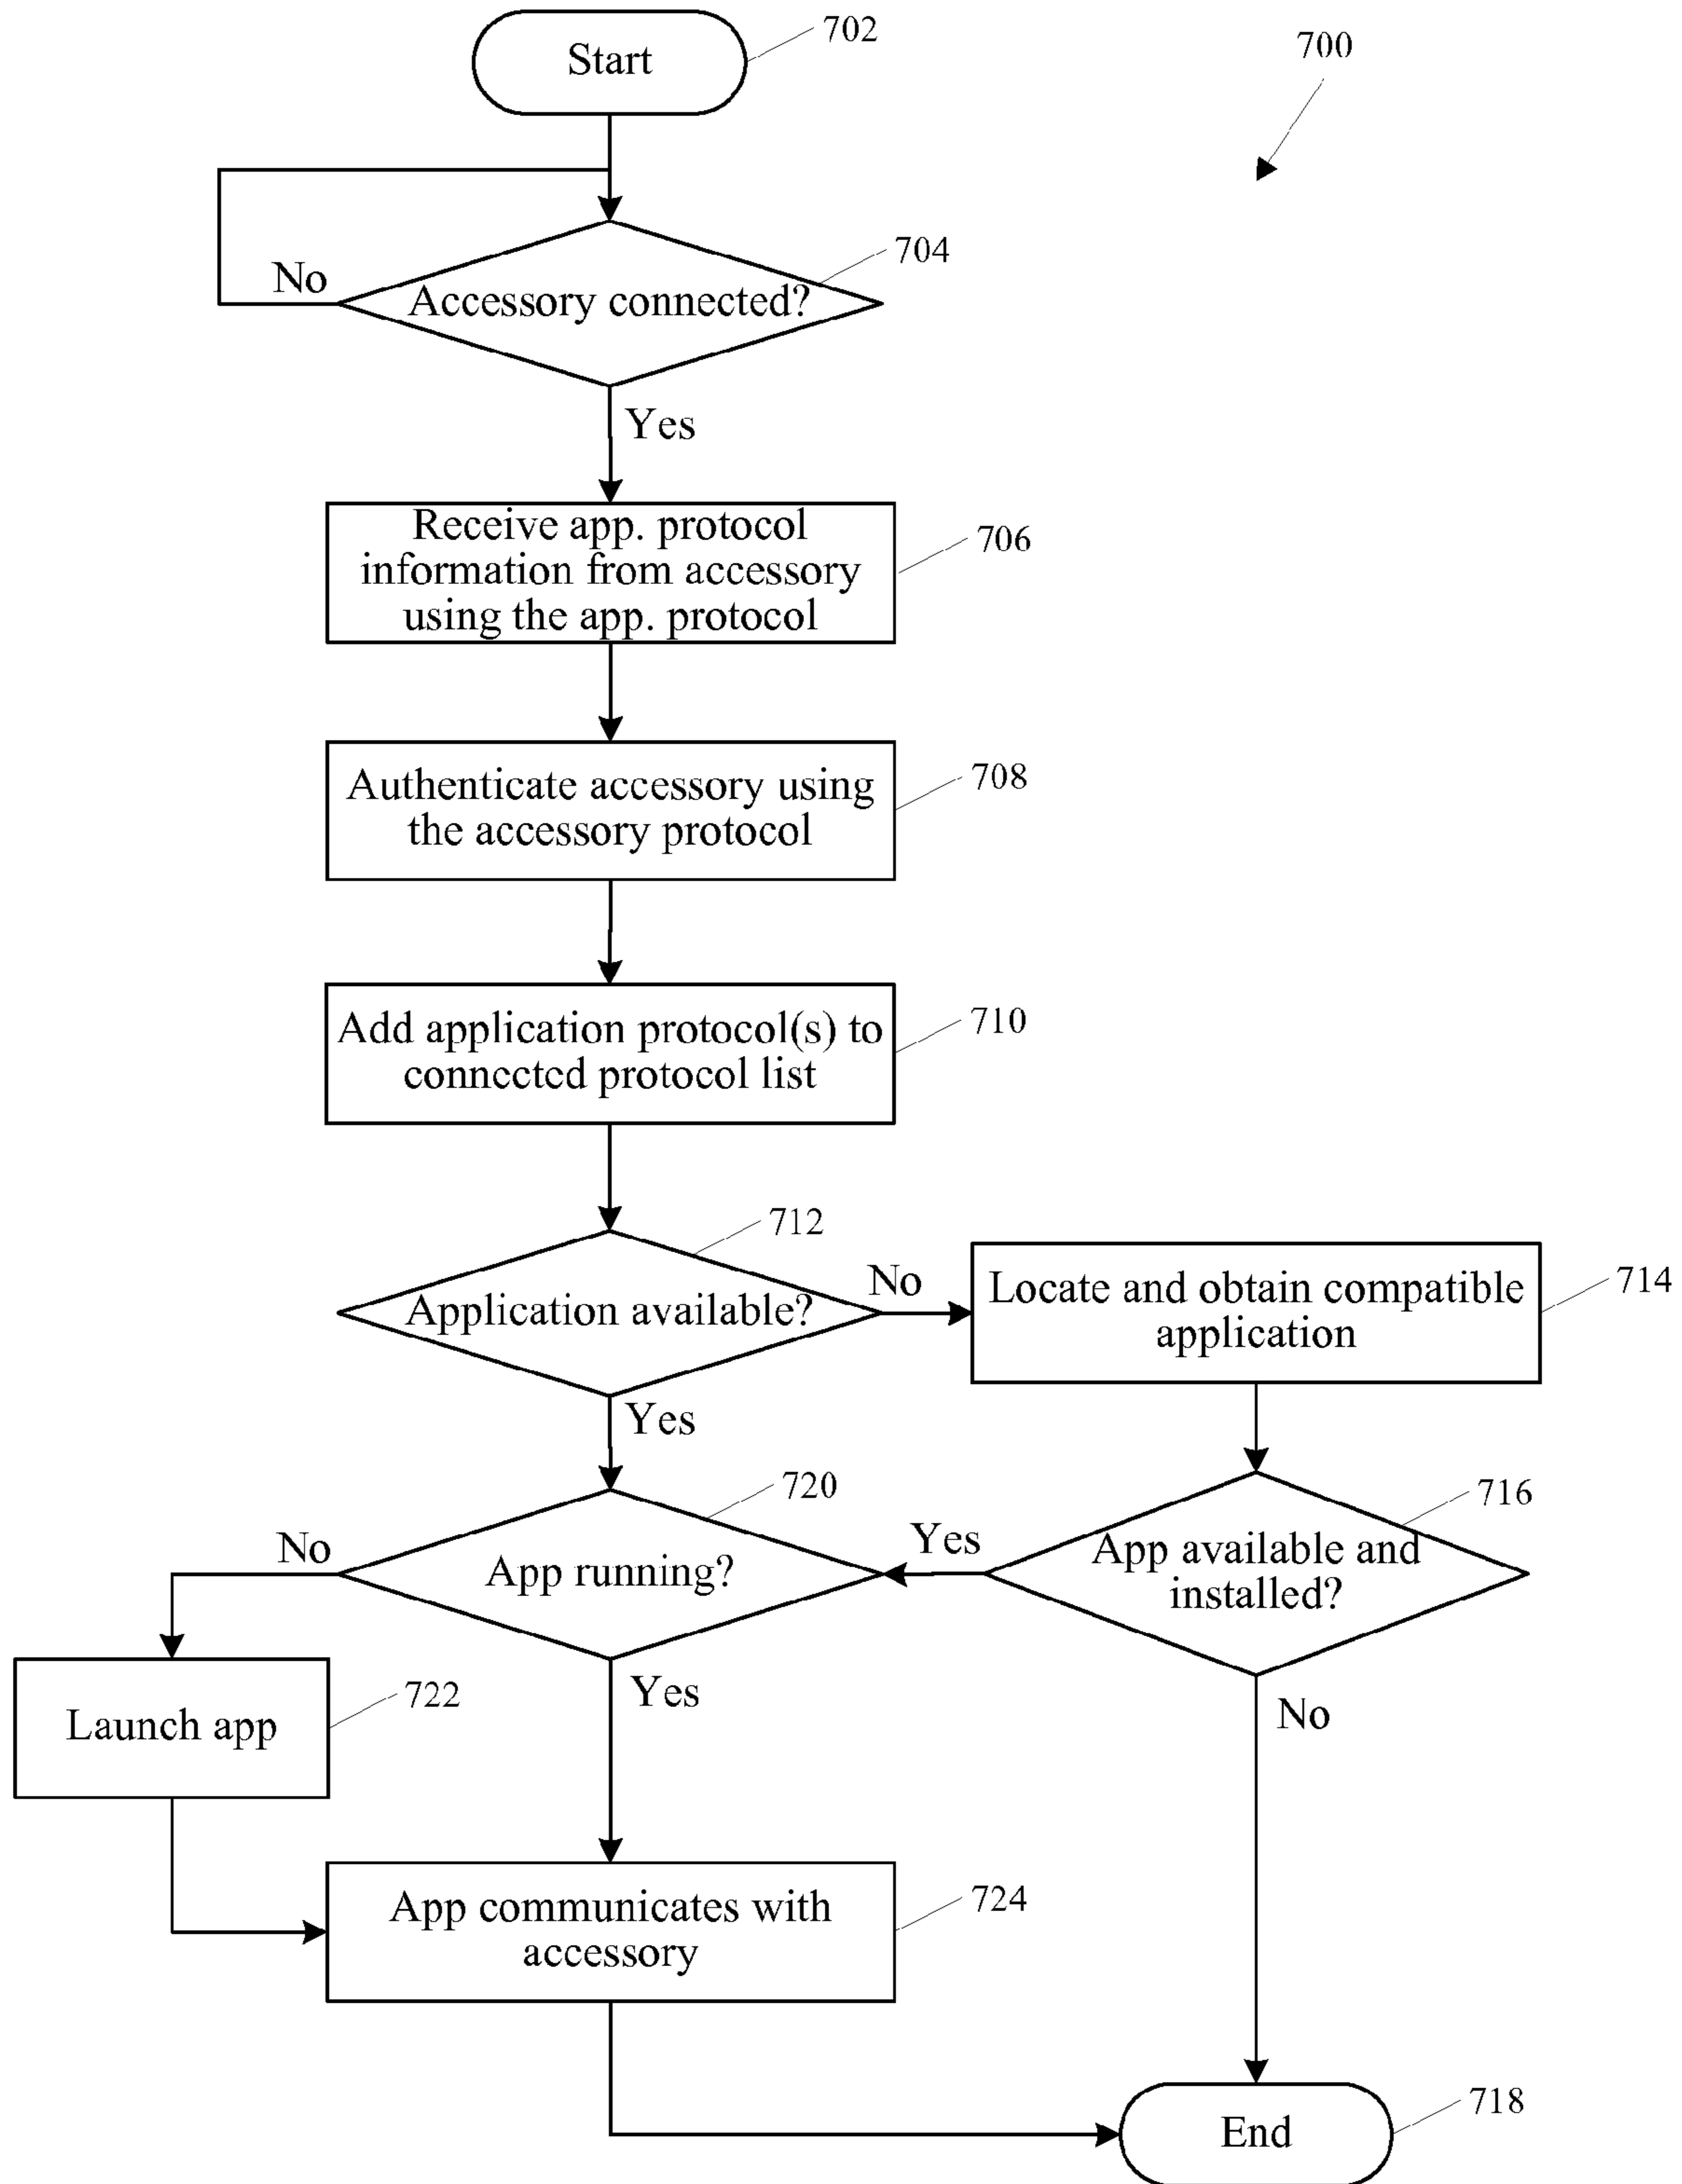 Start
702
700
No
704
Accessory connected?
Yes
Receive app. protocol
information from accessory
using the app. protocol
706
Authenticate accessory using
the accessory protocol
708
Add application protocol(s) to
connected protocol list
710
712
Application available?
No
Locate and obtain compatible
application
714
Yes
720
716
No
App running?
Yes
App available and
installed?
Launch app
722
Yes
No
App communicates with
accessory
724
End
718